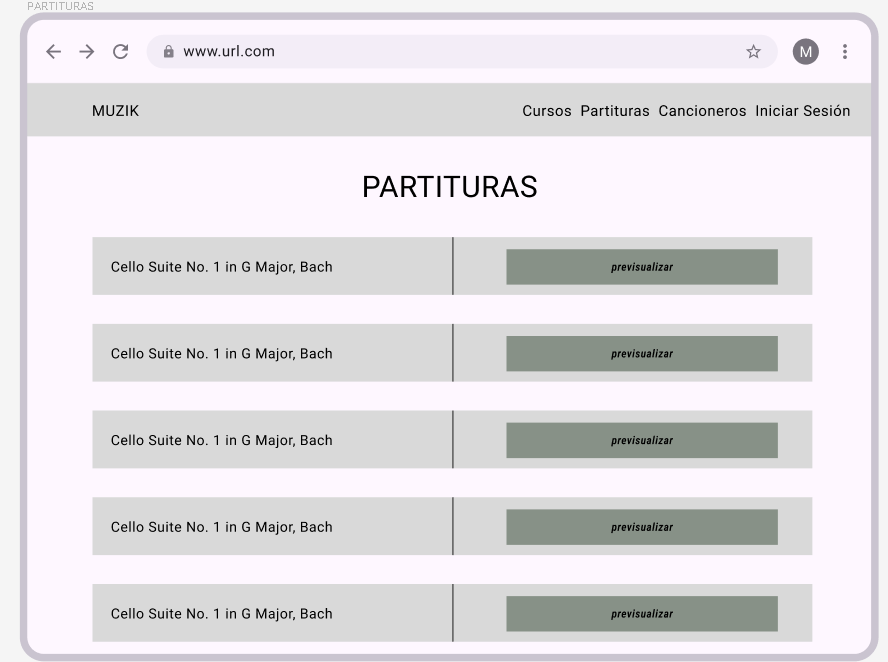 PARTITURAS
www.url.com
M
MUZIK
Cursos Partituras Cancioneros Iniciar Sesión
PARTITURAS
Cello Suite No. 1 in G Major, Bach
previsualizar
Cello Suite No. 1 in G Major, Bach
previsualizar
Cello Suite No. 1 in G Major, Bach
previsualizar
Cello Suite No. 1 in G Major, Bach
previsualizar
Cello Suite No. 1 in G Major, Bach
previsualizar